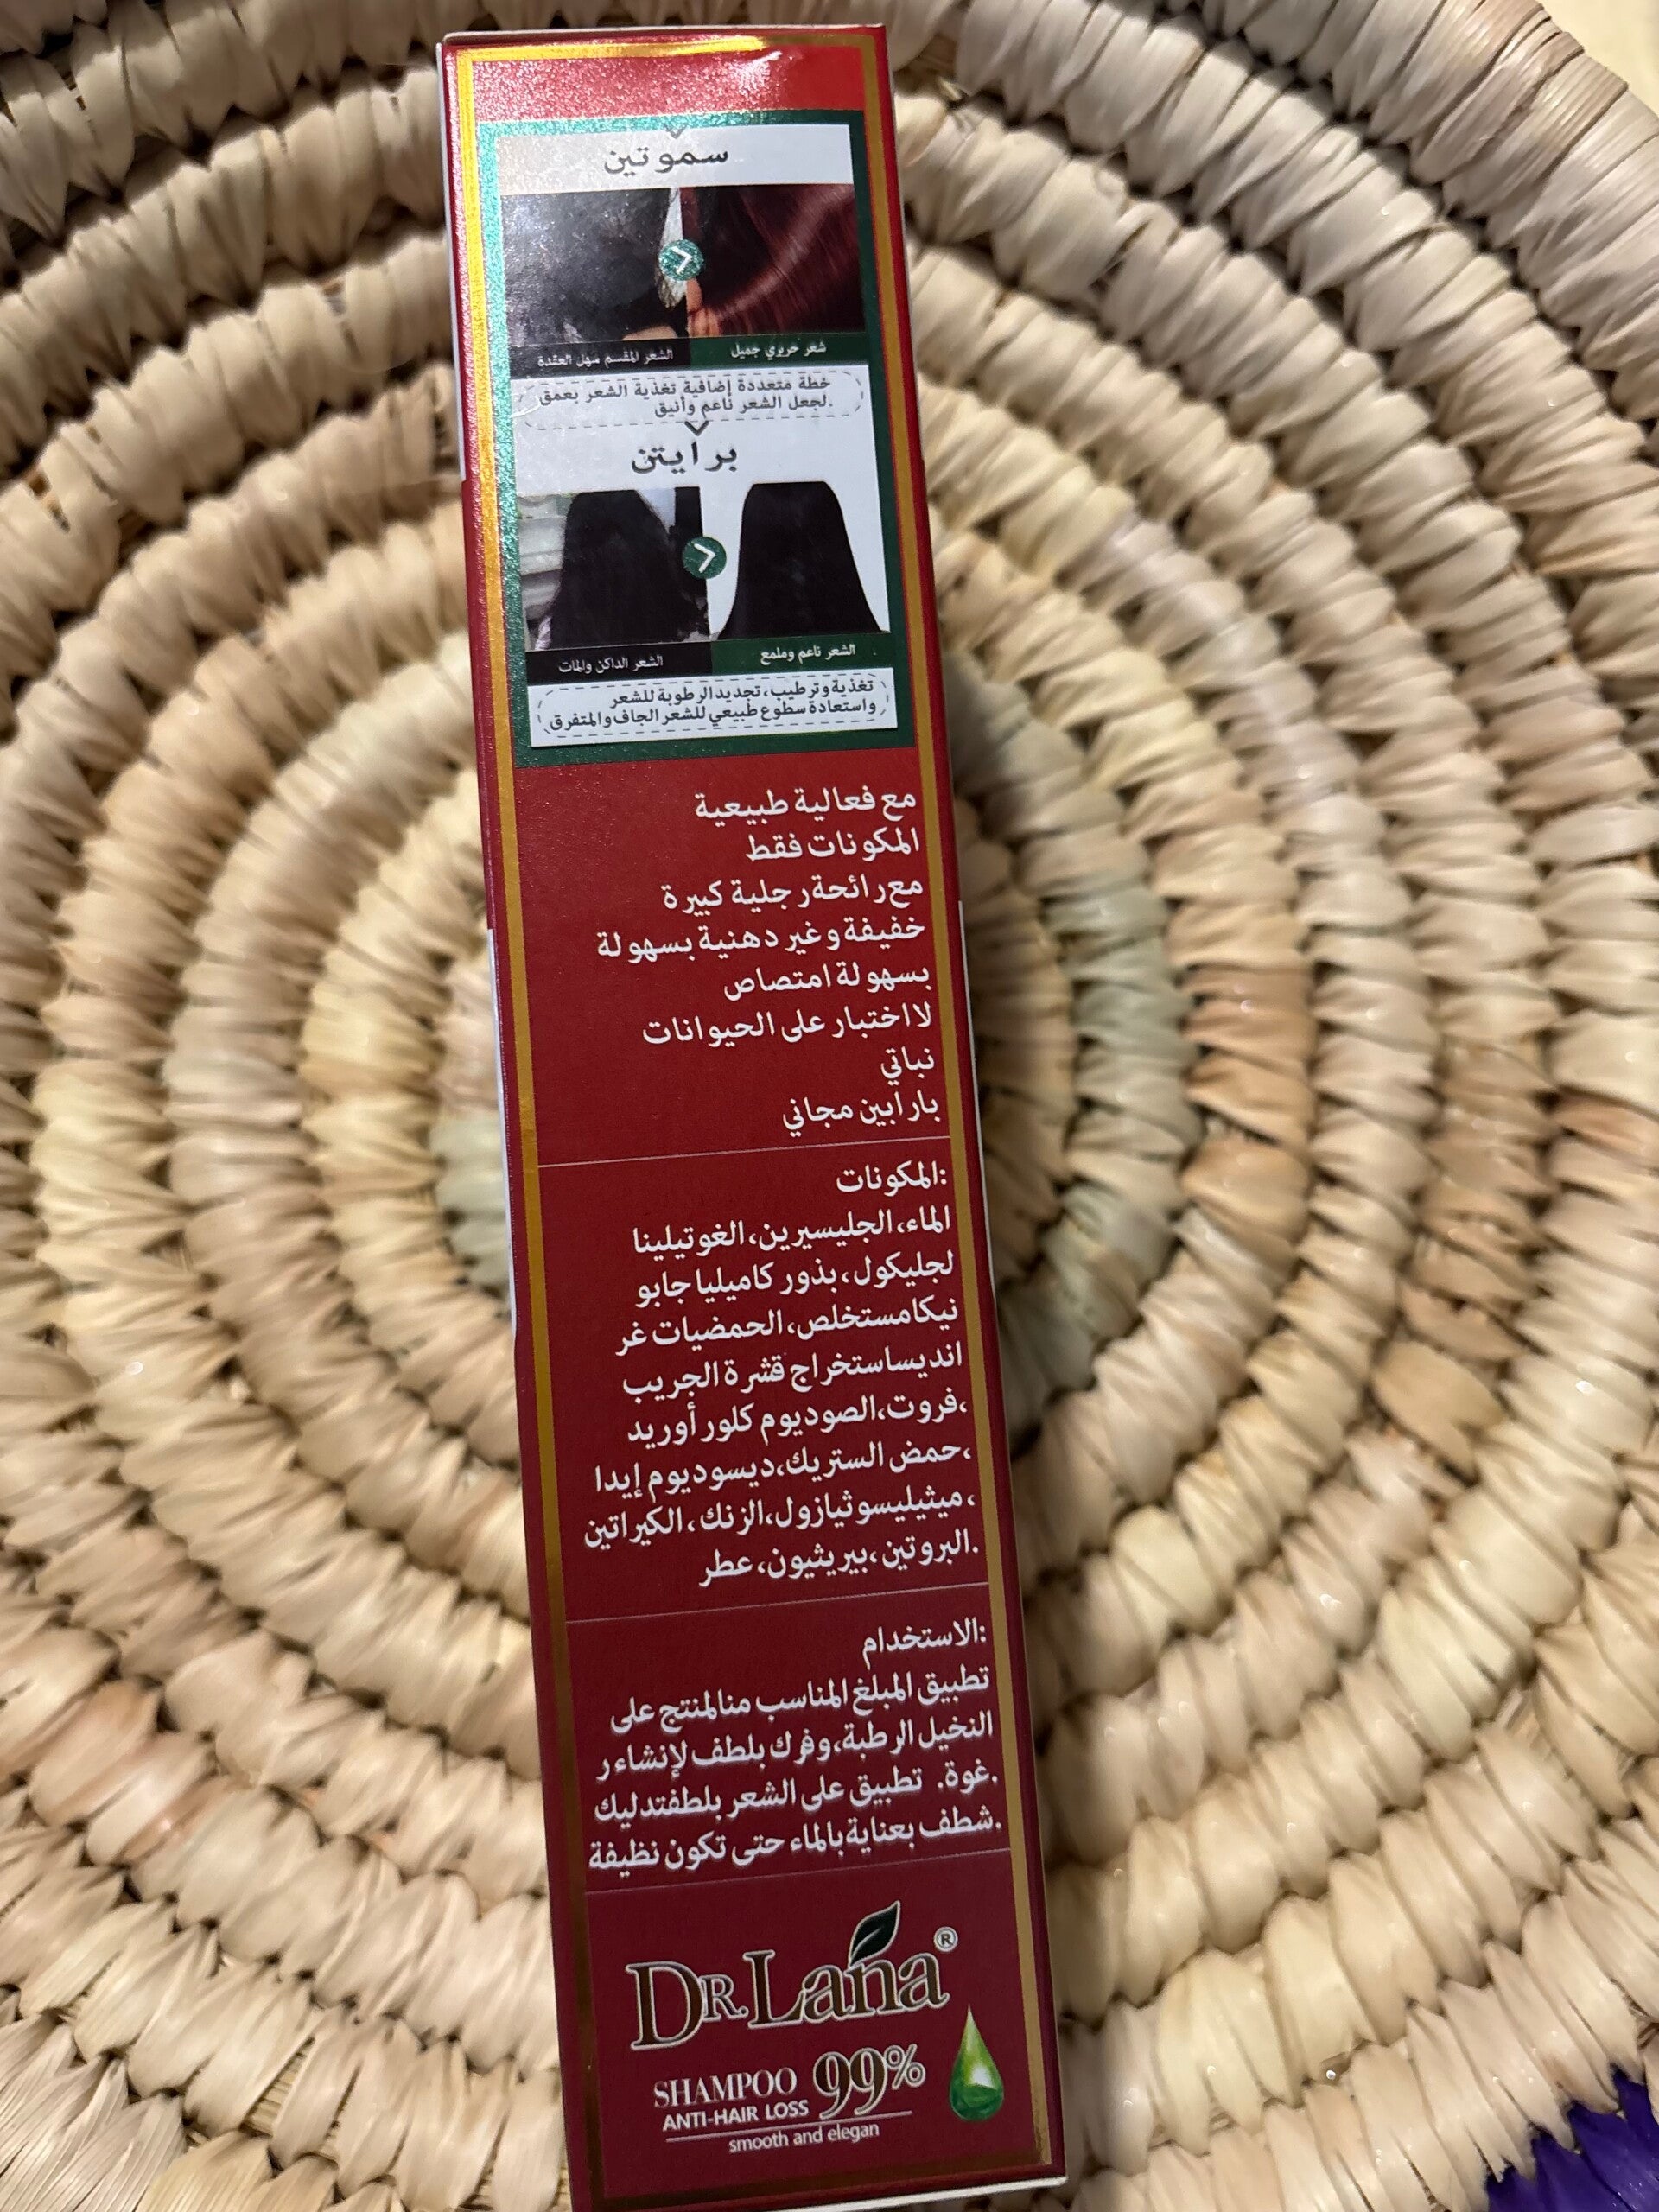 سموتين
شعر حريري جميل
الشعر المقسم سهل العقدة
خطة متعددة إضافية تغذية الشعر بعمق
لجعل الشعر ناعم وأنيق.
برايتن
الشعر ناعم وملمع
الشعر الداكن والمات
تغذية وترطيب، تجديد الرطوبة للشعر
واستعادة سطوع طبيعي للشعر الجاف والمتفرق
مع فعالية طبيعية
المكونات فقط
مع رائحة رجلية كبيرة
خفيفة وغير دهنية بسهولة
بسهولة امتصاص
لا اختبار على الحيوانات
نباتي
بارابين مجاني
المكونات:
الماء، الجليسيرين، الغوتيلينا
لجليكول، بذور كاميليا جابو
نيكامستخلص، الحمضيات غر
انديساستخراج قشرة الجريب
،فروت، الصوديوم كلور أوريد
،حمض الستريك، ديسوديوم إيدا
،ميثيليسوثيازول، الزنك، الكيراتين
.البروتين، بيريثيون، عطر
الاستخدام:
تطبيق المبلغ المناسب منالمنتج على
النخيل الرطبة، وفرك بلطف لإنشاء ر
.غوة. تطبيق على الشعر بلطفتدليك
.شطف بعناية بالماء حتى تكون نظيفة
DR.Lana®
SHAMPOO 99%
ANTI-HAIR LOSS
smooth and elegan